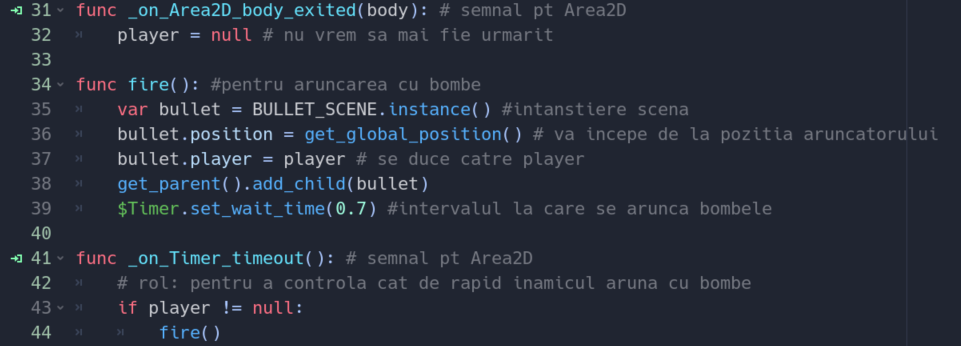 31 func _on_Area2D_body_exited(body): # semnal pt Area2D
32 player = null # nu vrem sa mai fie urmarit
33
34 func fire(): #pentru aruncarea cu bombe
35 var bullet = BULLET_SCENE.instance() #intanstiere scena
36 bullet.position = get_global_position() # va incepe de la pozitia aruncatorului
37 bullet.player = player # se duce catre player
38 get_parent().add_child(bullet)
39 $Timer.set_wait_time(0.7) #intervalul la care se arunca bombele
40
41 func _on_Timer_timeout(): # semnal pt Area2D
42 # rol: pentru a controla cat de rapid inamicul aruna cu bombe
43 if player != null:
44 fire()